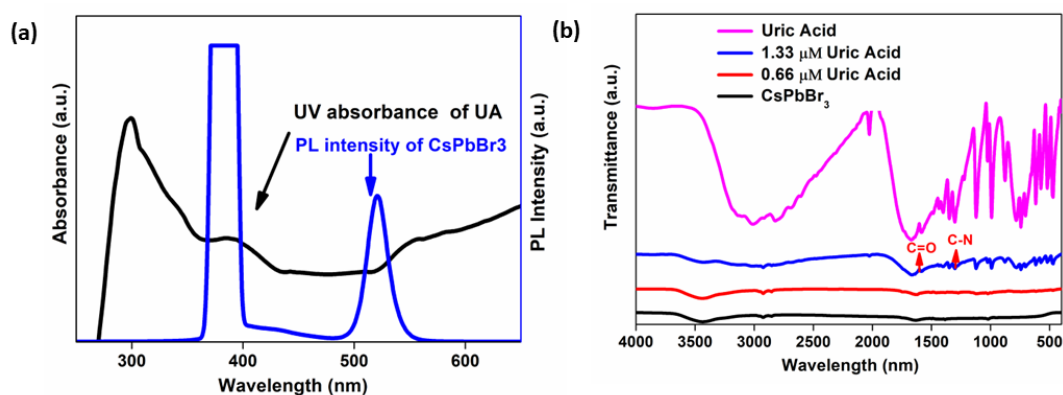 (a)
Absorbance (a.u.)
UV absorbance of UA
PL intensity of CsPbBr3
PL Intensity (a.u.)
300
400
500
600
Wavelength (nm)
(b)
Transmittance (a.u.)
Uric Acid
1.33 μM Uric Acid
0.66 μM Uric Acid
CsPbBr₃
C=O
C-N
4000 3500 3000 2500 2000 1500 1000 500
Wavelength (nm)